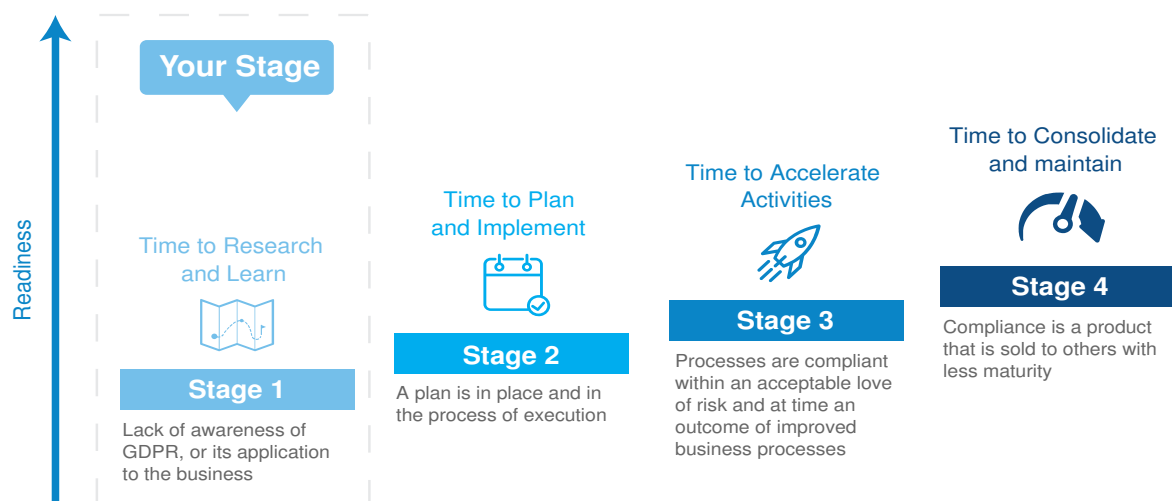 Your Stage
Readiness
Time to Research
and Learn
Stage 1
Lack of awareness of
GDPR, or its application
to the business
Time to Plan
and Implement
Stage 2
A plan is in place and in
the process of execution
Time to Accelerate
Activities
Stage 3
Processes are compliant
within an acceptable love
of risk and at time an
outcome of improved
business processes
Time to Consolidate
and maintain
Stage 4
Compliance is a product
that is sold to others with
less maturity